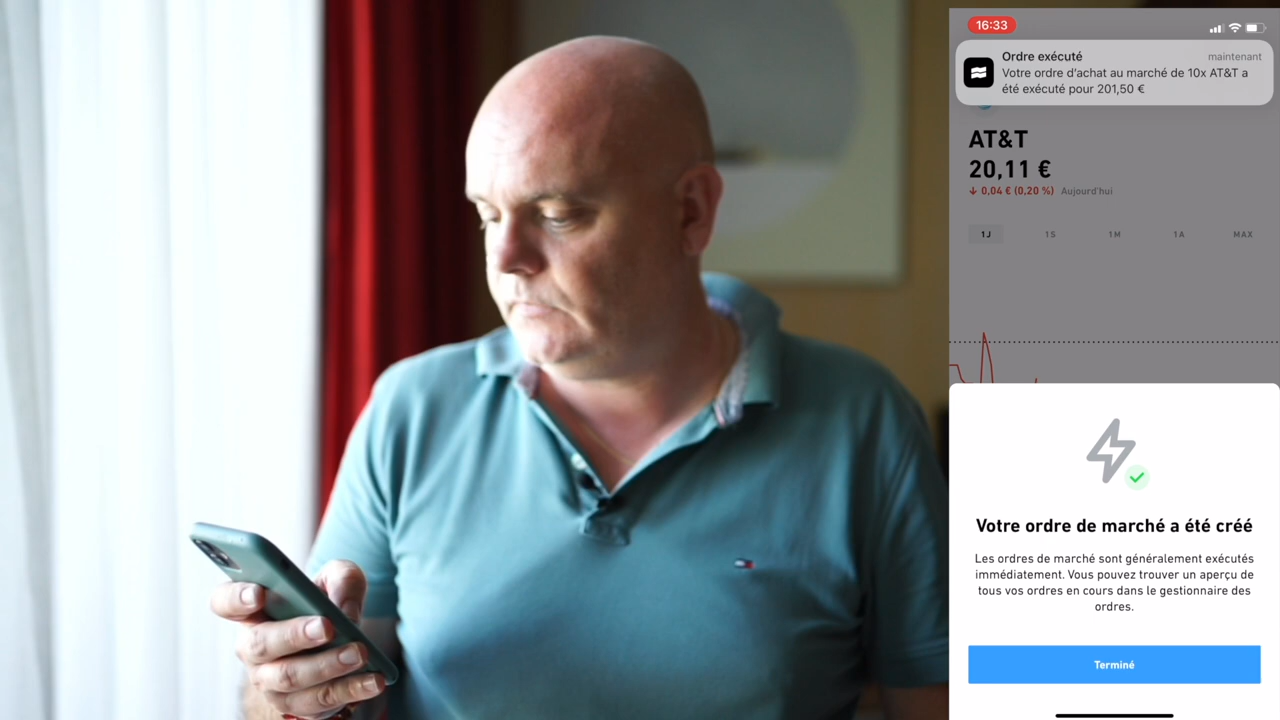 16:33
Ordre exécuté
maintenant
Votre ordre d'achat au marché de 10x AT&T a
été exécuté pour 201,50 €
AT&T
20,11 €
↓ 0,04 € (0,20 %) Aujourd'hui
1J 1S 1M 1A MAX
Votre ordre de marché a été créé
Les ordres de marché sont généralement exécutés
immédiatement. Vous pouvez trouver un aperçu de
tous vos ordres en cours dans le gestionnaire des
ordres.
Terminé